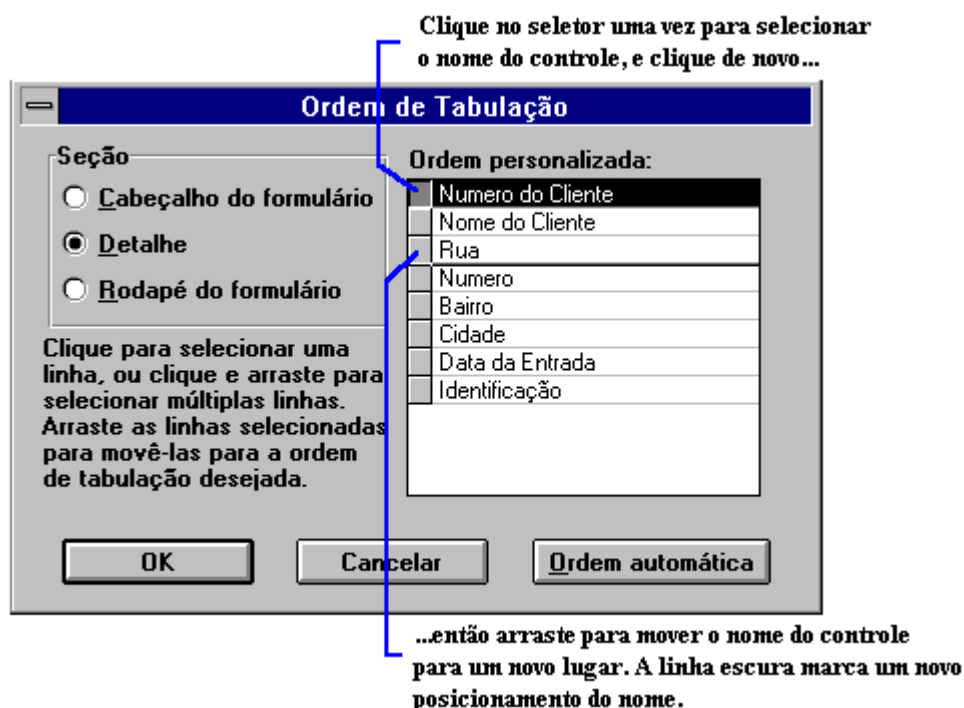 Clique no seletor uma vez para selecionar
o nome do controle, e clique de novo...
Ordem de Tabulação
Seção
Cabeçalho do formulário
Detalhe
Rodapé do formulário
Clique para selecionar uma
linha, ou clique e arraste para
selecionar múltiplas linhas.
Arraste as linhas selecionadas
para movê-las para a ordem
de tabulação desejada.
Ordem personalizada:
Numero do Cliente
Nome do Cliente
Rua
Numero
Bairro
Cidade
Data da Entrada
Identificação
OK
Cancelar
Ordem automática
...então arraste para mover o nome do controle
para um novo lugar. A linha escura marca um novo
posicionamento do nome.